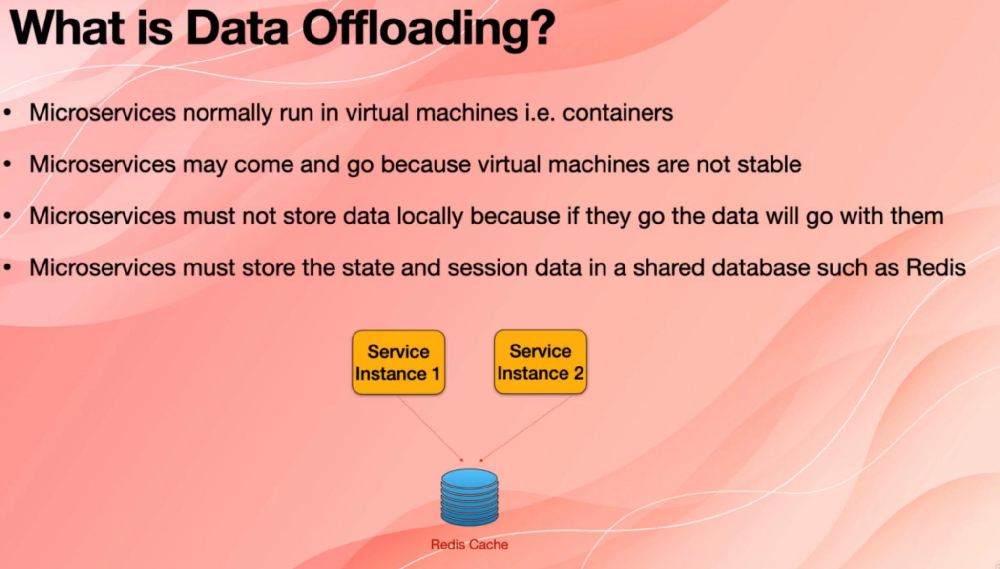 What is Data Offloading?
• Microservices normally run in virtual machines i.e. containers
• Microservices may come and go because virtual machines are not stable
• Microservices must not store data locally because if they go the data will go with them
• Microservices must store the state and session data in a shared database such as Redis
Service
Instance 1
Service
Instance 2
Redis Cache